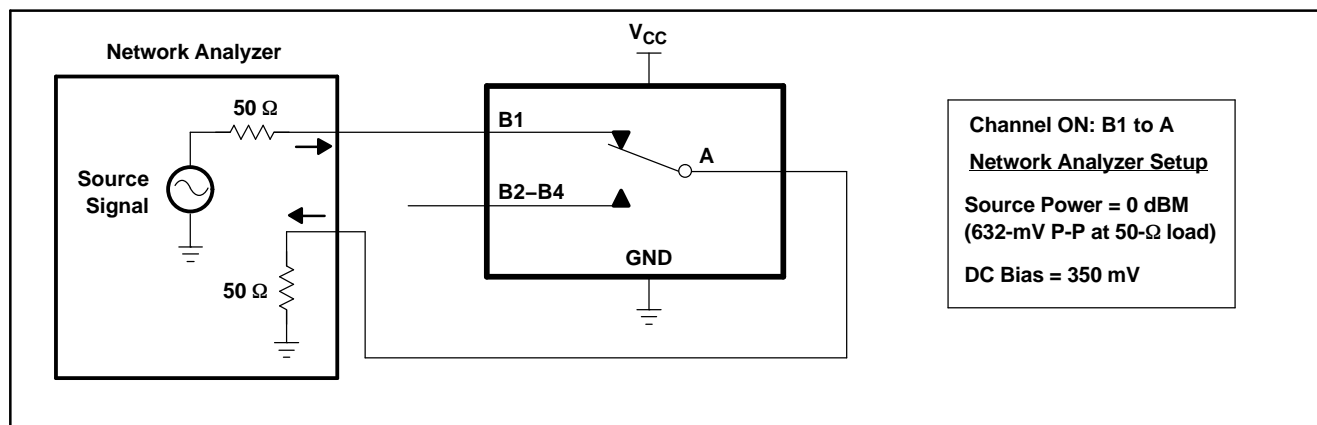 Network Analyzer
50 Ω
Source
Signal
50 Ω
VCC
B1
A
B2–B4
GND
Channel ON: B1 to A
Network Analyzer Setup
Source Power = 0 dBM
(632-mV P-P at 50-Ω load)
DC Bias = 350 mV